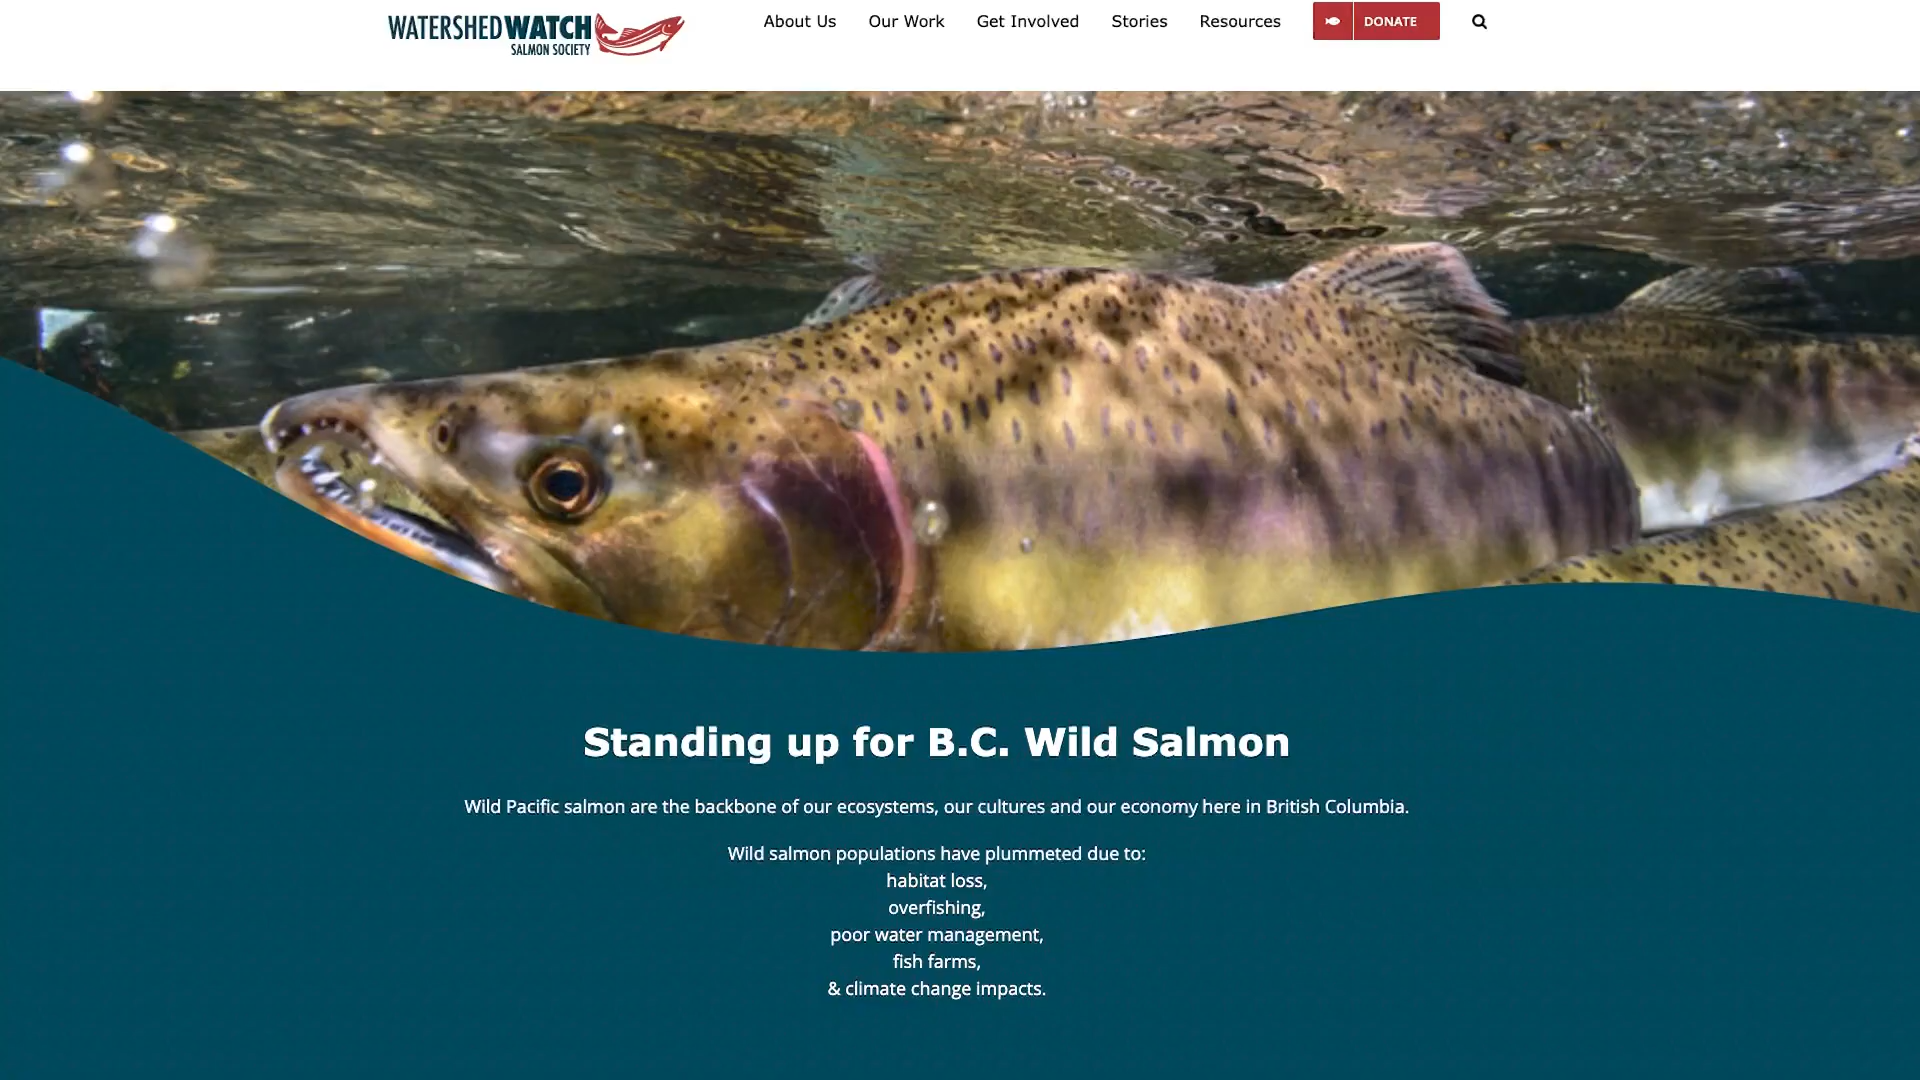 WATERSHEDWATCH
SALMON SOCIETY
About Us
Our Work
Get Involved
Stories
Resources
DONATE
Standing up for B.C. Wild Salmon
Wild Pacific salmon are the backbone of our ecosystems, our cultures and our economy here in British Columbia.
Wild salmon populations have plummeted due to:
habitat loss,
overfishing,
poor water management,
fish farms,
& climate change impacts.